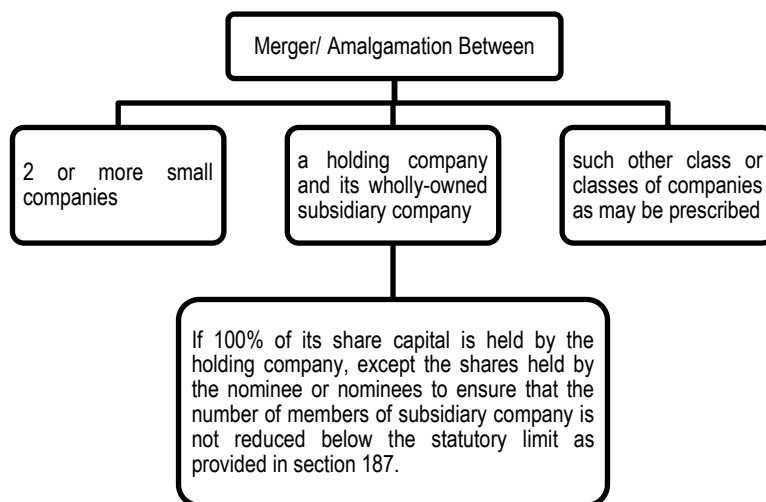 Merger/ Amalgamation Between
2 or more small
companies
a holding company
and its wholly-owned
subsidiary company
such other class or
classes of companies
as may be prescribed
If 100% of its share capital is held by the
holding company, except the shares held by
the nominee or nominees to ensure that the
number of members of subsidiary company is
not reduced below the statutory limit as
provided in section 187.